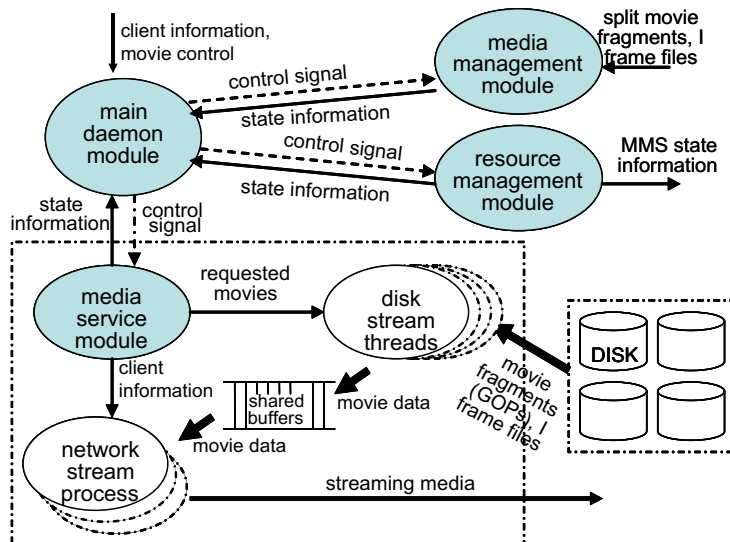 client information,
movie control
main
daemon
module
control signal
state information
media
management
module
split movie
fragments, I
frame files
control signal
state information
resource
management
module
MMS state
information
state
information
control
signal
media
service
module
requested
movies
disk
stream
threads
DISK
movie
fragments
(GOPs), I
frame files
client
information
shared
buffers
movie data
movie data
network
stream
process
streaming media